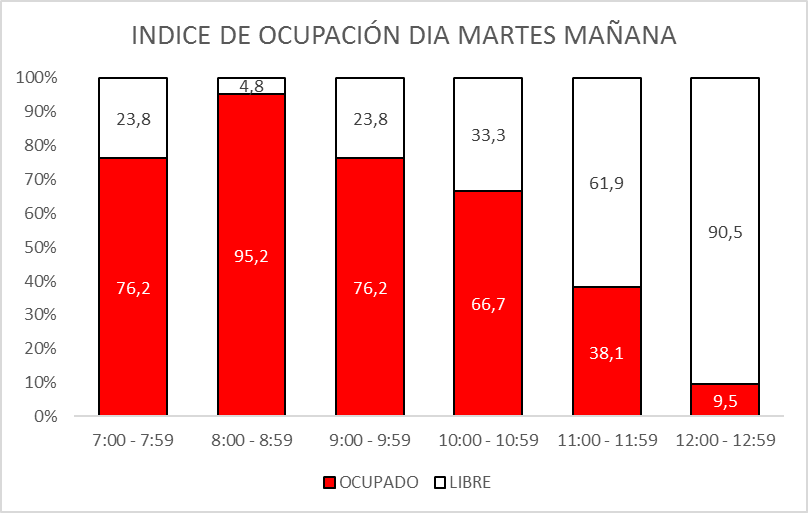 INDICE DE OCUPACIÓN DIA MARTES MAÑANA
100%
90%
80%
70%
60%
50%
40%
30%
20%
10%
0%
23,8
4,8
23,8
33,3
61,9
90,5
76,2
95,2
76,2
66,7
38,1
9,5
7:00 - 7:59
8:00 - 8:59
9:00 - 9:59
10:00 - 10:59
11:00 - 11:59
12:00 - 12:59
OCUPADO
LIBRE